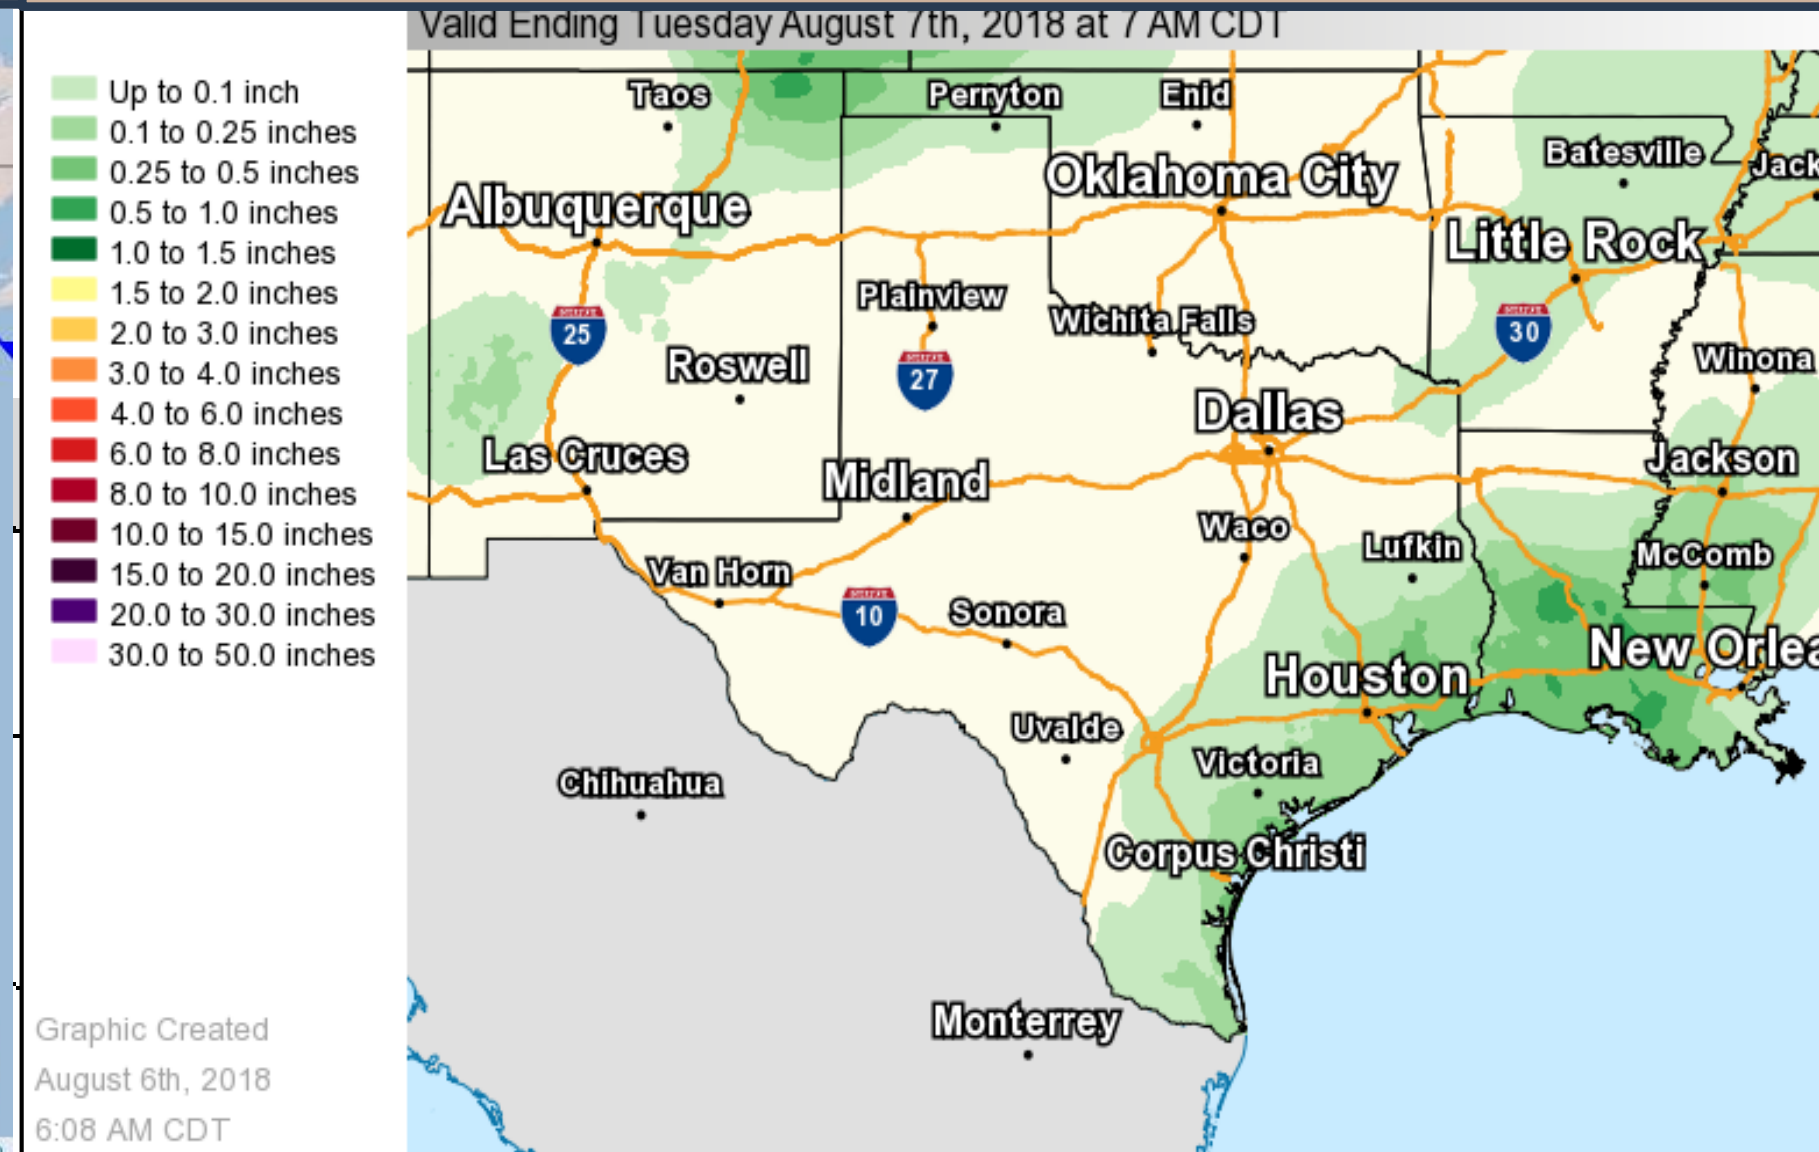 Valid Ending Tuesday August 7th, 2018 at 7 AM CDT
Up to 0.1 inch
0.1 to 0.25 inches
0.25 to 0.5 inches
0.5 to 1.0 inches
1.0 to 1.5 inches
1.5 to 2.0 inches
2.0 to 3.0 inches
3.0 to 4.0 inches
4.0 to 6.0 inches
6.0 to 8.0 inches
8.0 to 10.0 inches
10.0 to 15.0 inches
15.0 to 20.0 inches
20.0 to 30.0 inches
30.0 to 50.0 inches
Graphic Created
August 6th, 2018
6:08 AM CDT
Taos
Perryton
Enid
Batesville
Jack
Oklahoma City
Albuquerque
Little Rock
Plainview
Wichita Falls
25
30
Roswell
27
Winona
Dallas
Las Cruces
Midland
Jackson
Waco
Lufkin
McComb
Van Horn
10
Sonora
New Orlea
Houston
Uvalde
Victoria
Chihuahua
Corpus Christi
Monterrey